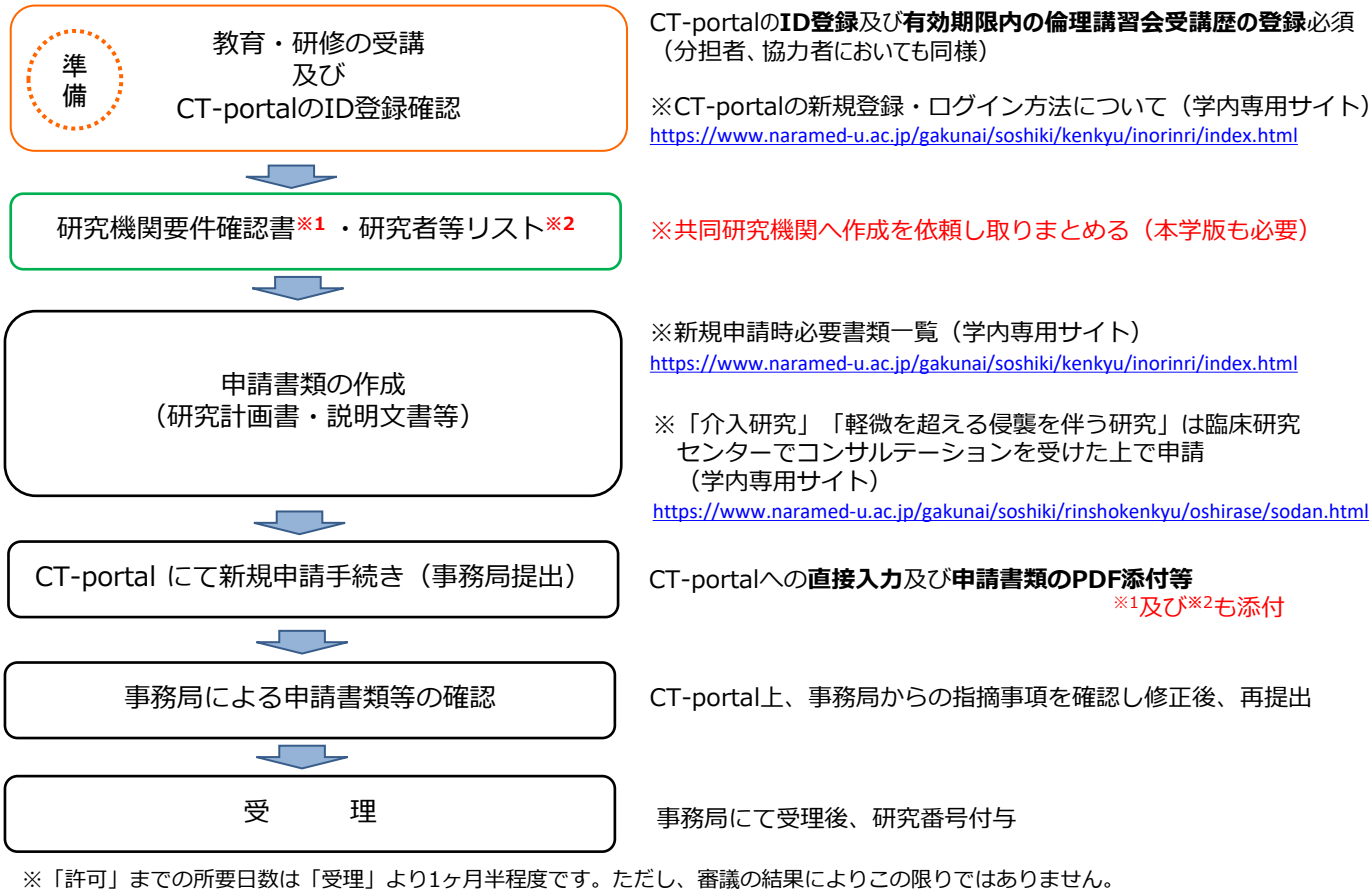 準
備
教育・研修の受講
及び
CT-portalのID登録確認
CT-portalのID登録及び有効期限内の倫理講習会受講歴の登録必須
（分担者、協力者においても同様）
※CT-portalの新規登録・ログイン方法について（学内専用サイト）
https://www.naramed-u.ac.jp/gakunai/soshiki/kenkyu/inorinri/index.html
研究機関要件確認書※1 ・研究者等リスト※2
※共同研究機関へ作成を依頼し取りまとめる（本学版も必要）
申請書類の作成
（研究計画書・説明文書等）
※新規申請時必要書類一覧（学内専用サイト）
https://www.naramed-u.ac.jp/gakunai/soshiki/kenkyu/inorinri/index.html
※「介入研究」「軽微を超える侵襲を伴う研究」は臨床研究
センターでコンサルテーションを受けた上で申請
（学内専用サイト）
https://www.naramed-u.ac.jp/gakunai/soshiki/rinshokenkyu/oshirase/sodan.html
CT-portal にて新規申請手続き（事務局提出）
CT-portalへの直接入力及び申請書類のPDF添付等
※1及び※2も添付
事務局による申請書類等の確認
CT-portal上、事務局からの指摘事項を確認し修正後、再提出
受　　理
事務局にて受理後、研究番号付与
※「許可」までの所要日数は「受理」より1ヶ月半程度です。ただし、審議の結果によりこの限りではありません。